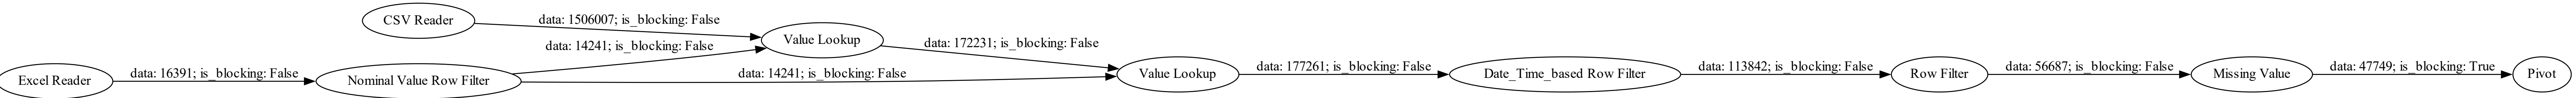 CSV Reader
data: 1506007; is_blocking: False
Value Lookup
data: 14241; is_blocking: False
data: 172231; is_blocking: False
Excel Reader
data: 16391; is_blocking: False
Nominal Value Row Filter
data: 14241; is_blocking: False
Value Lookup
data: 177261; is_blocking: False
Date_Time_based Row Filter
data: 113842; is_blocking: False
Row Filter
data: 56687; is_blocking: False
Missing Value
data: 47749; is_blocking: True
Pivot